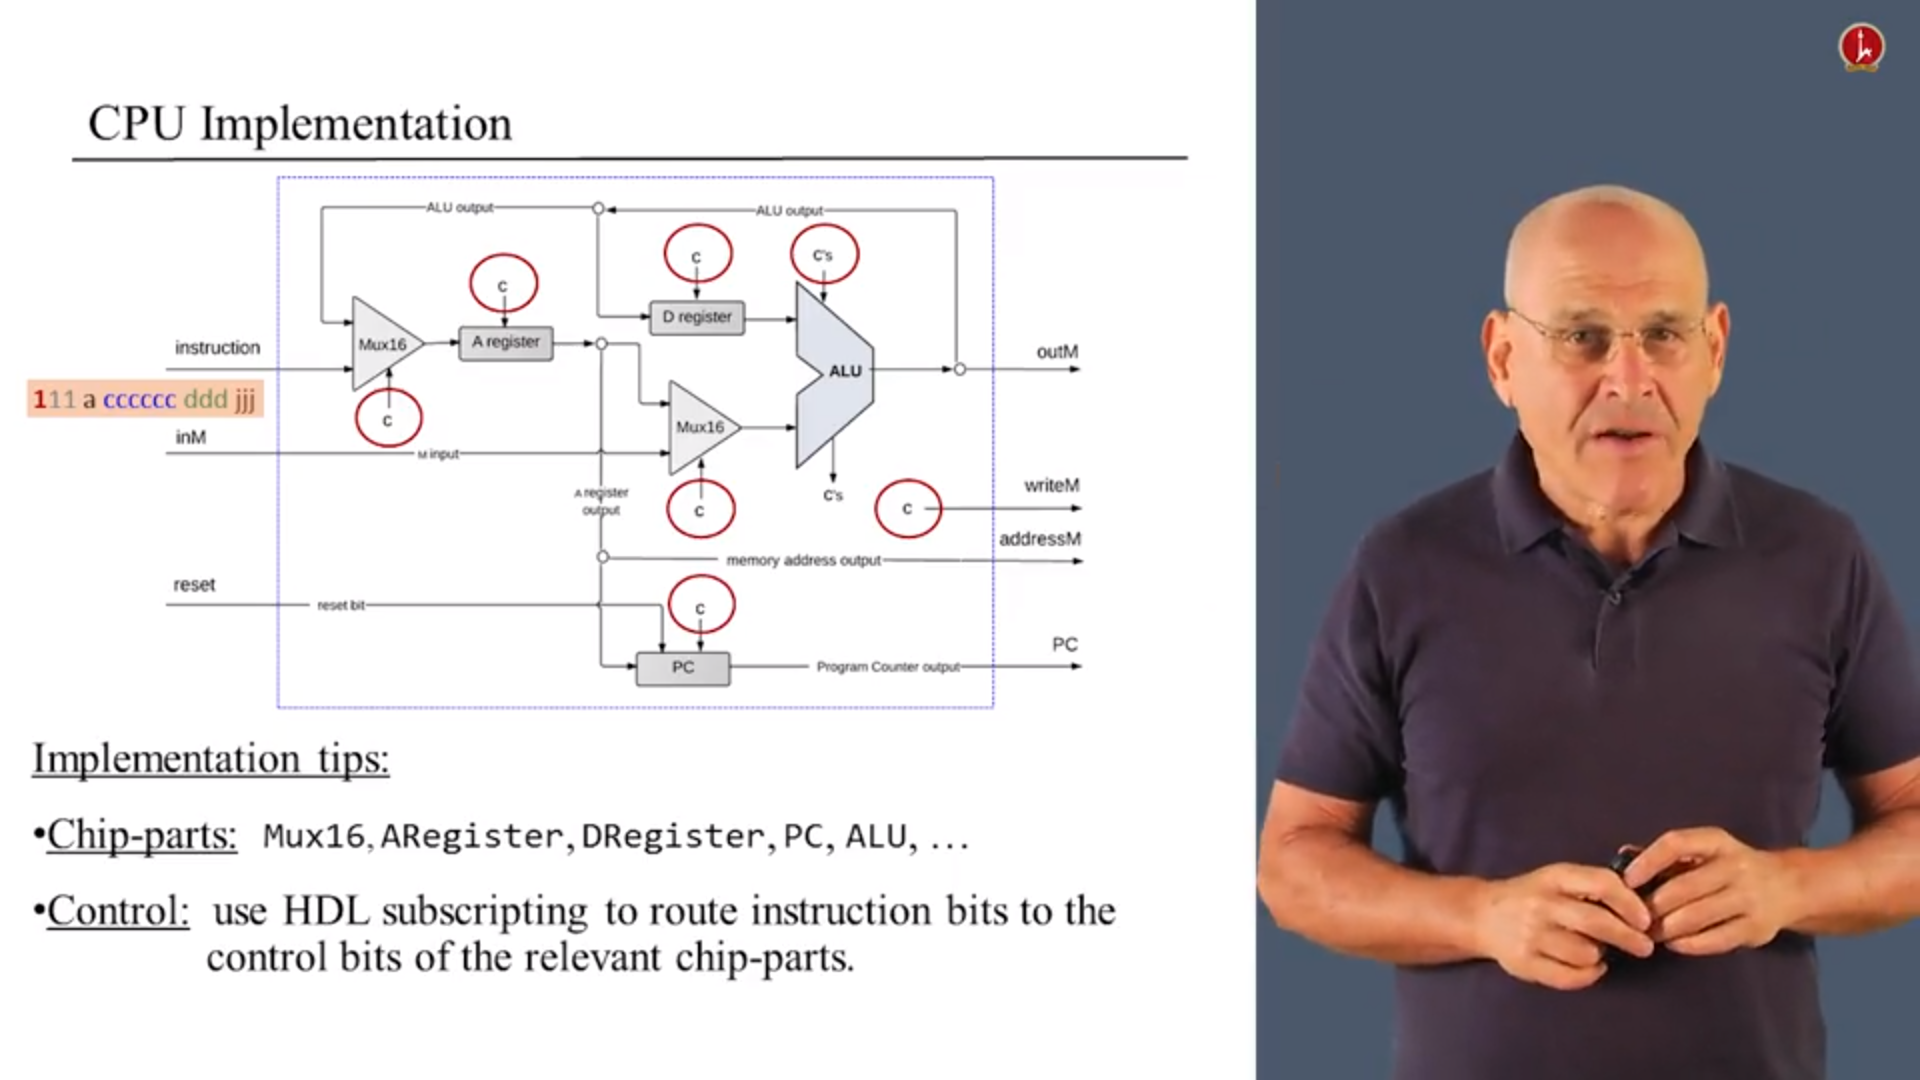 CPU Implementation
ALU output
ALU output
c
c
C's
D register
Mux16
A register
instruction
outM
ALU
111 a cccccc ddd jjj
c
Mux16
inM
M input
A register
output
C's
writeM
c
c
addressM
memory address output
reset
reset bit
c
PC
PC
Program Counter output
Implementation tips:
•Chip-parts: Mux16, ARegister, DRegister, PC, ALU, ...
•Control: use HDL subscripting to route instruction bits to the
control bits of the relevant chip-parts.